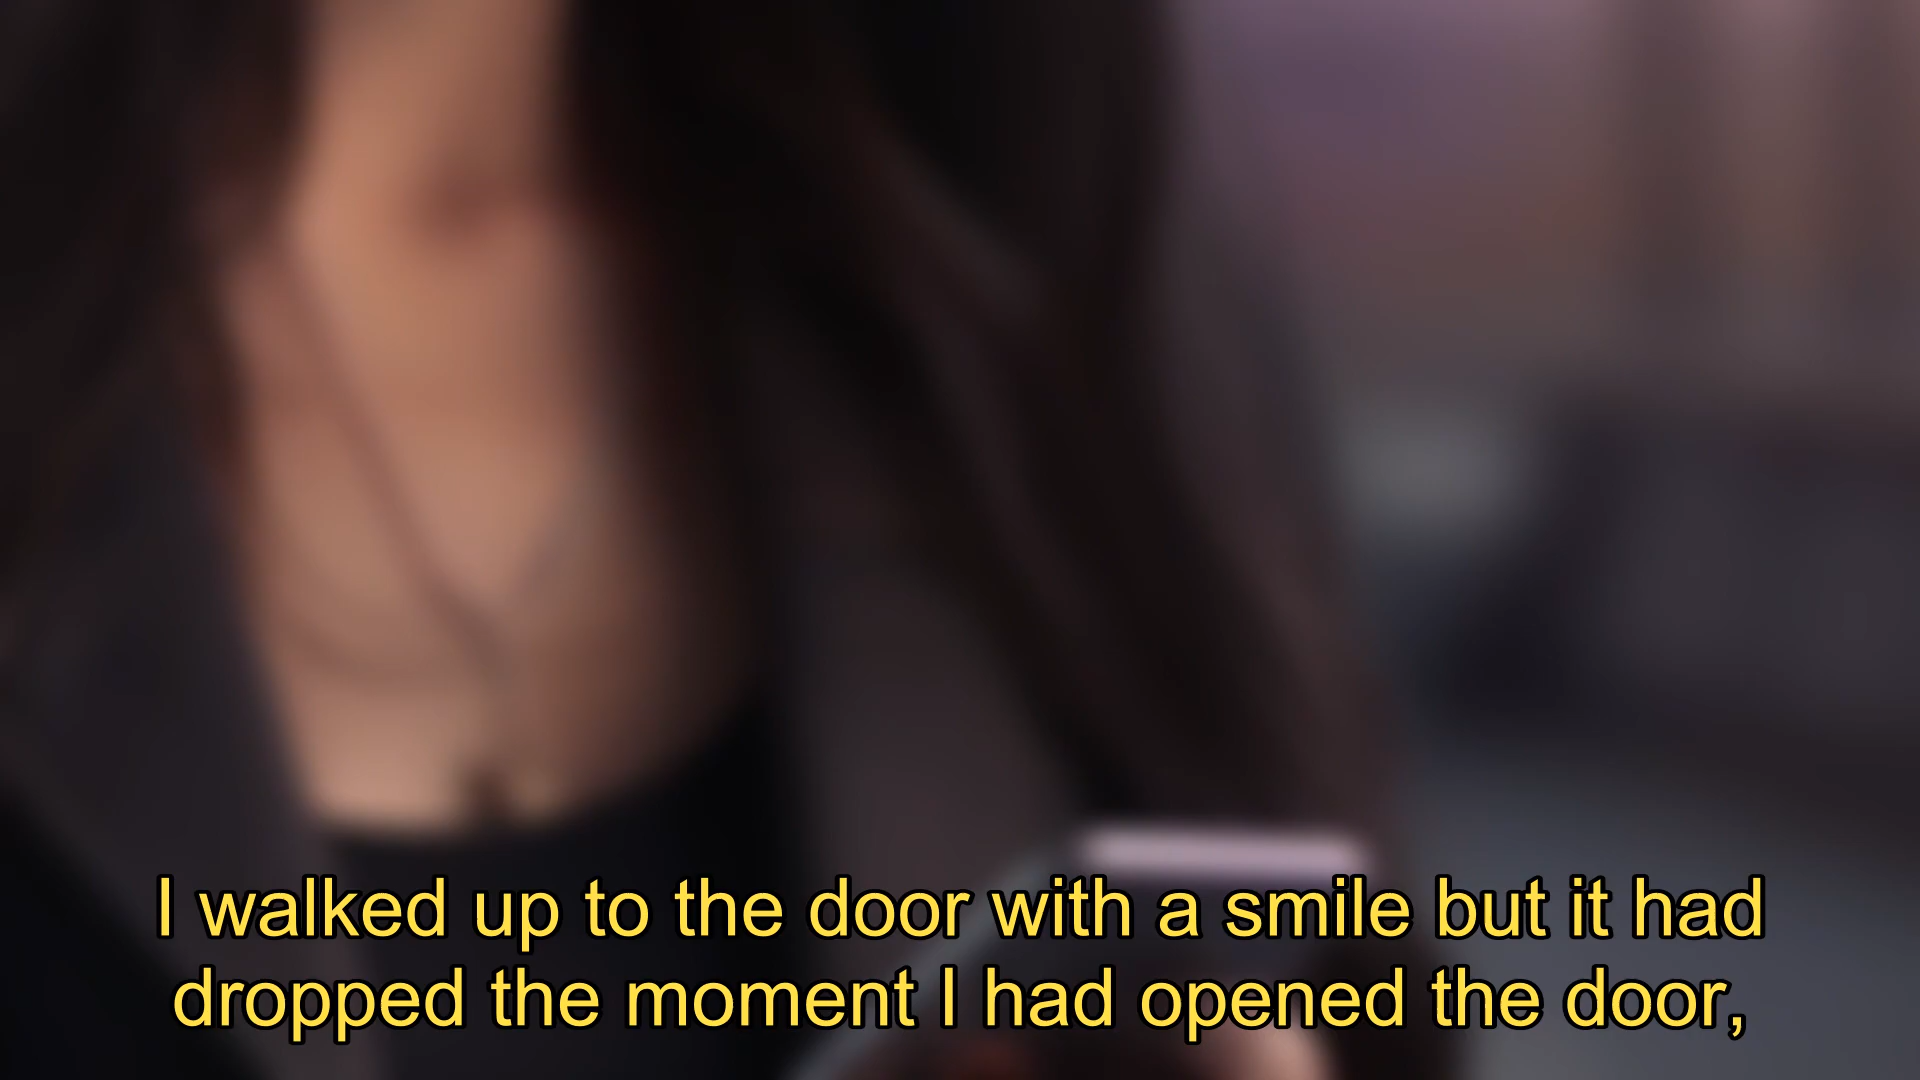 I walked up to the door with a smile but it had
dropped the moment I had opened the door,